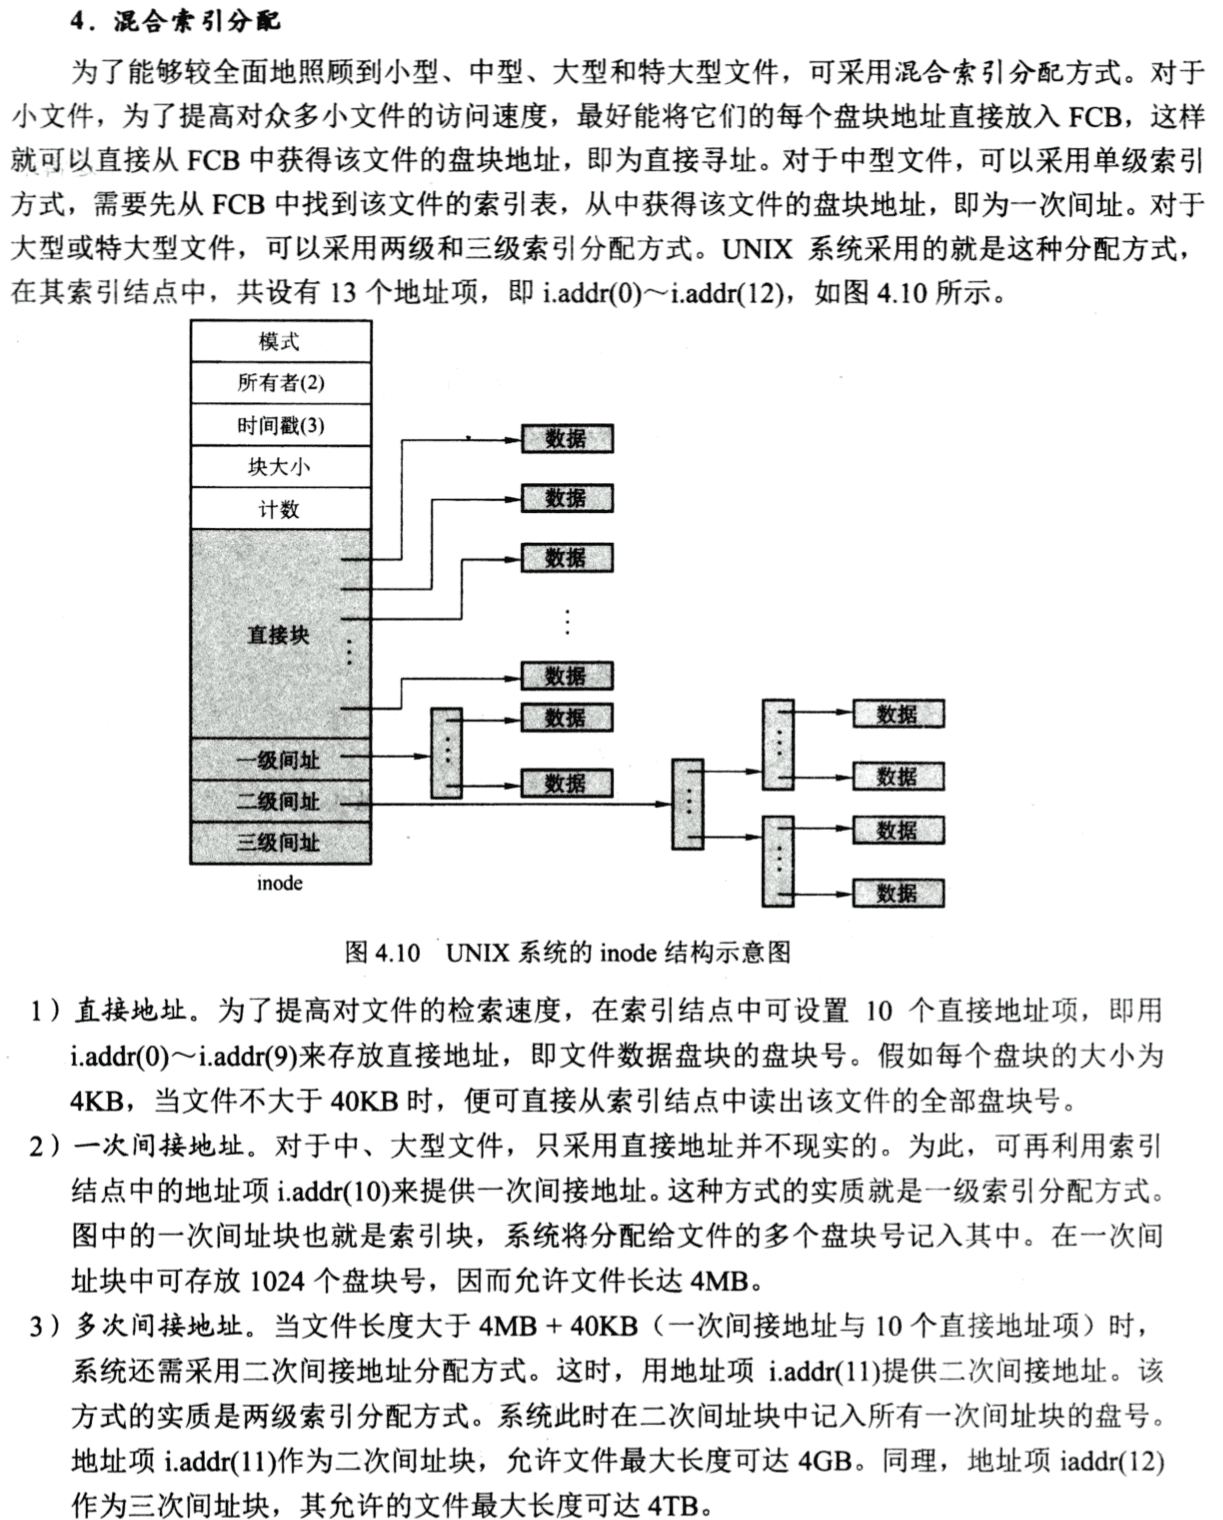 4．混合索引分配
为了能够较全面地照顾到小型、中型、大型和特大型文件，可采用混合索引分配方式。对于
小文件，为了提高对众多小文件的访问速度，最好能将它们的每个盘块地址直接放入 FCB，这样
就可以直接从 FCB 中获得该文件的盘块地址，即为直接寻址。对于中型文件，可以采用单级索引
方式，需要先从 FCB 中找到该文件的索引表，从中获得该文件的盘块地址，即为一次间址。对于
大型或特大型文件，可以采用两级和三级索引分配方式。UNIX 系统采用的就是这种分配方式，
在其索引结点中，共设有 13 个地址项，即 i.addr(0)～i.addr(12)，如图 4.10 所示。
模式
所有者(2)
时间戳(3)
块大小
计数
直接块
一级间址
二级间址
三级间址
inode
数据
数据
数据
数据
数据
数据
数据
数据
数据
数据
图 4.10 UNIX 系统的 inode 结构示意图
1）直接地址。为了提高对文件的检索速度，在索引结点中可设置 10 个直接地址项，即用
i.addr(0)～i.addr(9)来存放直接地址，即文件数据盘块的盘块号。假如每个盘块的大小为
4KB，当文件不大于 40KB 时，便可直接从索引结点中读出该文件的全部盘块号。
2）一次间接地址。对于中、大型文件，只采用直接地址并不现实的。为此，可再利用索引
结点中的地址项 i.addr(10)来提供一次间接地址。这种方式的实质就是一级索引分配方式。
图中的一次间址块也就是索引块，系统将分配给文件的多个盘块号记入其中。在一次间
址块中可存放 1024 个盘块号，因而允许文件长达 4MB。
3）多次间接地址。当文件长度大于 4MB + 40KB（一次间接地址与 10 个直接地址项）时，
系统还需采用二次间接地址分配方式。这时，用地址项 i.addr(11)提供二次间接地址。该
方式的实质是两级索引分配方式。系统此时在二次间址块中记入所有一次间址块的盘号。
地址项 i.addr(11)作为二次间址块，允许文件最大长度可达 4GB。同理，地址项 iaddr(12)
作为三次间址块，其允许的文件最大长度可达 4TB。